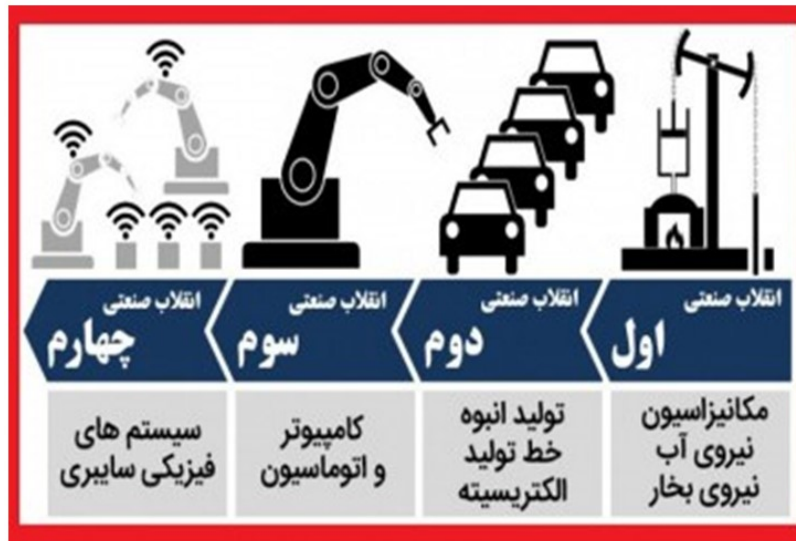 انقلاب صنعتی
اول
مکانیزاسیون
نیروی آب
نیروی بخار
انقلاب صنعتی
دوم
تولید انبوه
خط تولید
الکتریسیته
انقلاب صنعتی
سوم
کامپیوتر
و اتوماسیون
انقلاب صنعتی
چهارم
سیستم های
فیزیکی سایبری